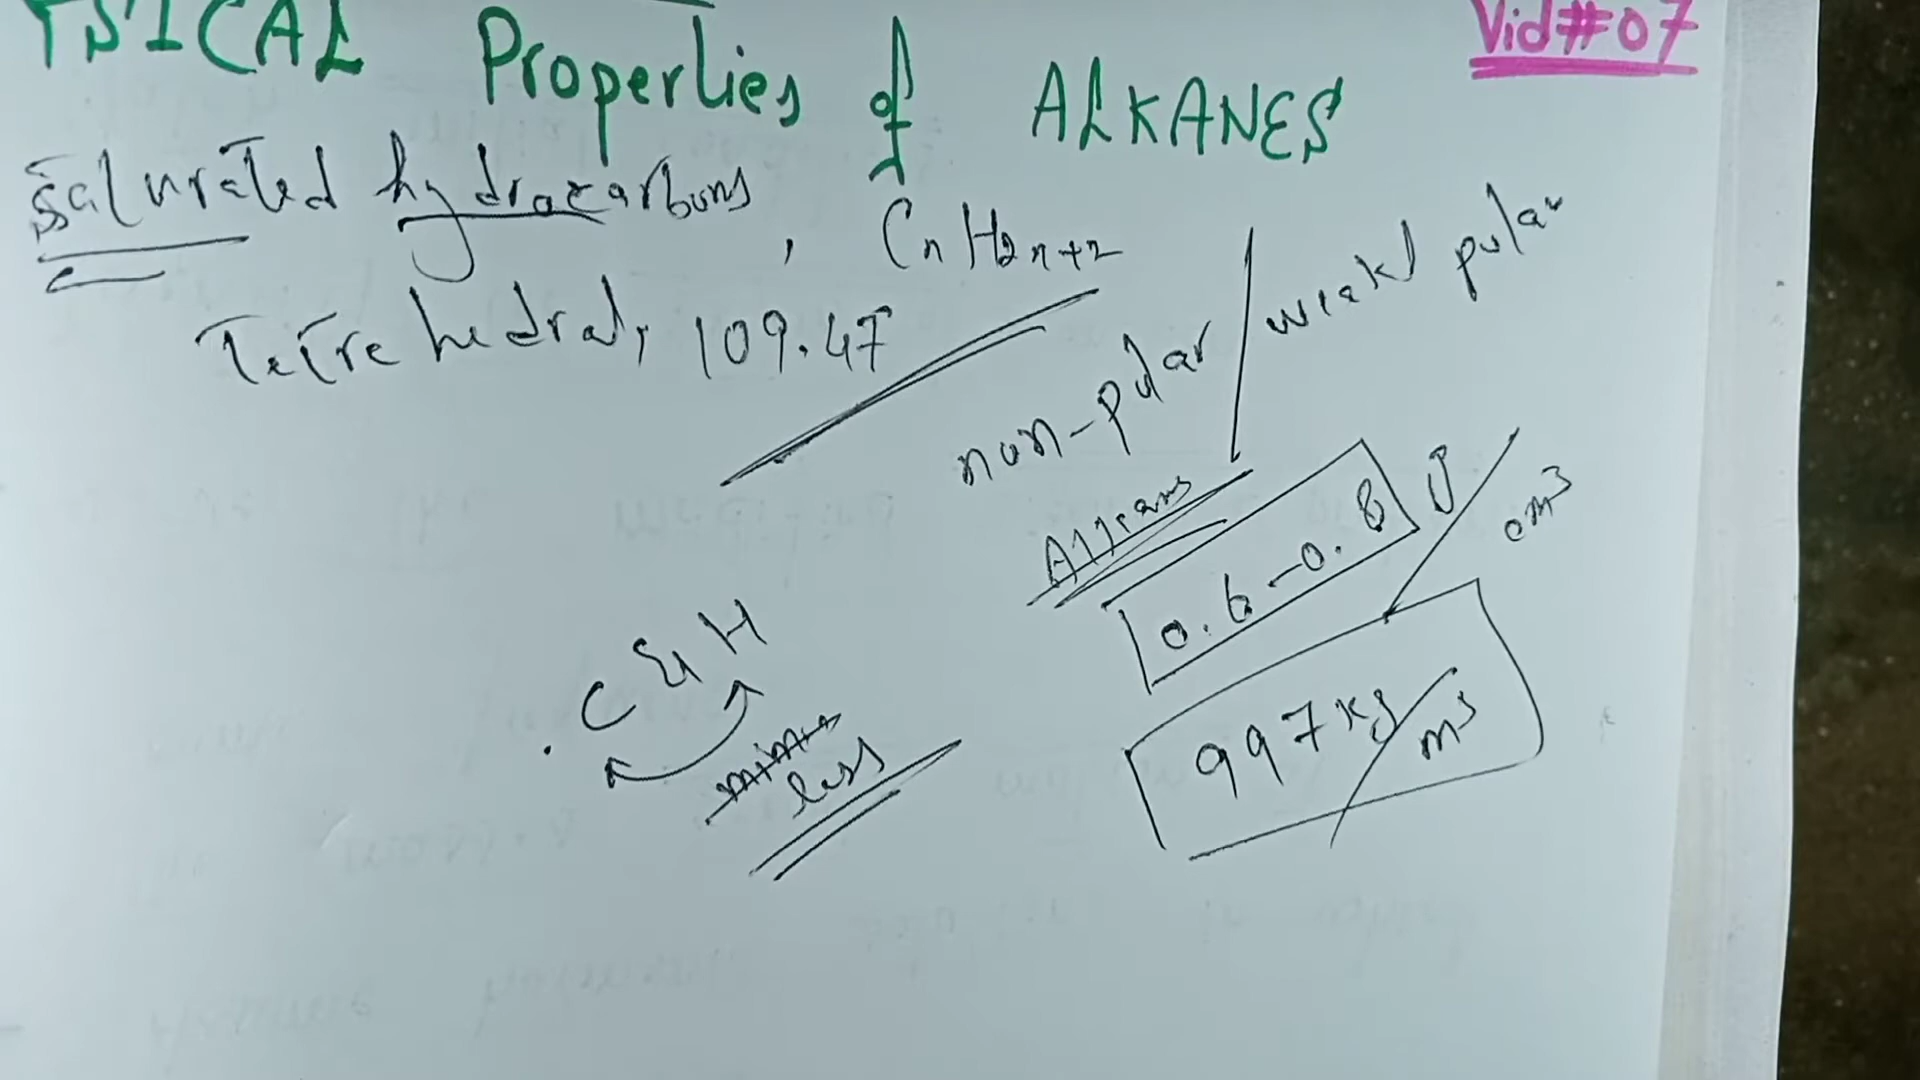 YSICAL Properties of ALKANES
Vid#07
Saturated hydrocarbons, CnH2n+2
Tetrahedral, 109.47
non-polar / weakl polar
0.6-0.8 g/cm3
C & H
less
997 kg/m3